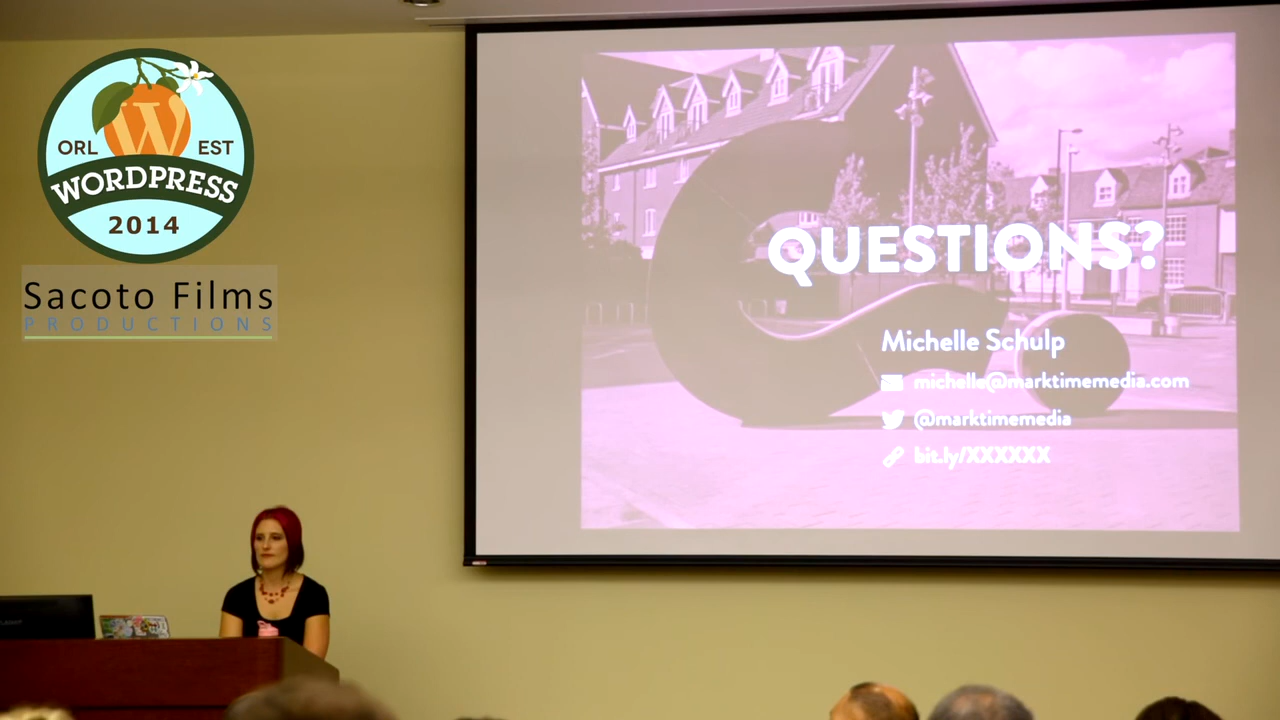 ORL EST
WORDPRESS
2014
Sacoto Films
PRODUCTIONS
QUESTIONS?
Michelle Schulp
michelle@marktimemedia.com
@marktimemedia
bit.ly/XXXXXX